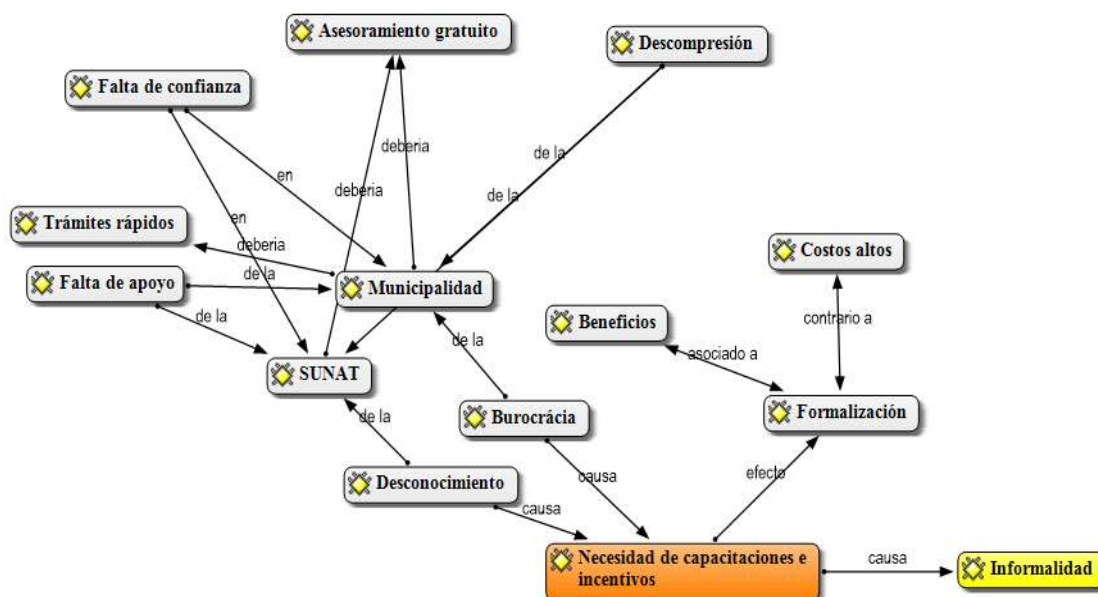 Asesoramiento gratuito
Descompresión
Falta de confianza
deberia
de la
en
deberia
de la
en
Trámites rápidos
deberia
Costos altos
de la
Falta de apoyo
Municipalidad
de la
Beneficios
contrario a
de la
asociado a
SUNAT
Burocrácia
Formalización
de la
Desconocimiento
causa
efecto
causa
Necesidad de capacitaciones e
incentivos
causa
Informalidad